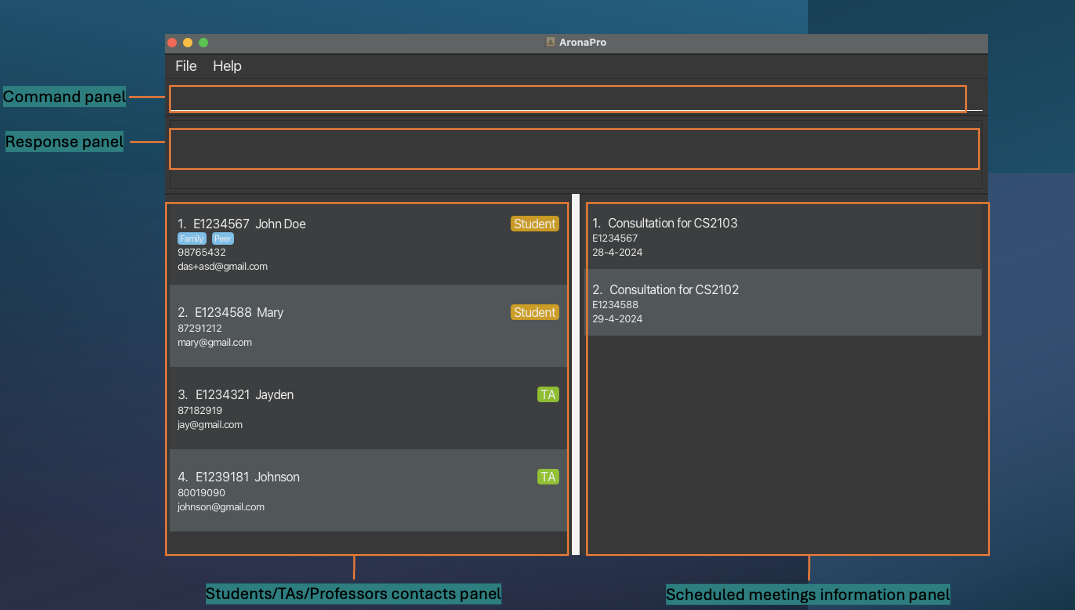 AronaPro
File Help
Command panel
Response panel
1. E1234567 John Doe Student
Family Peer
98765432
das+asd@gmail.com
2. E1234588 Mary Student
87291212
mary@gmail.com
3. E1234321 Jayden TA
87182919
jay@gmail.com
4. E1239181 Johnson TA
80019090
johnson@gmail.com
1. Consultation for CS2103
E1234567
28-4-2024
2. Consultation for CS2102
E1234588
29-4-2024
Students/TAs/Professors contacts panel
Scheduled meetings information panel